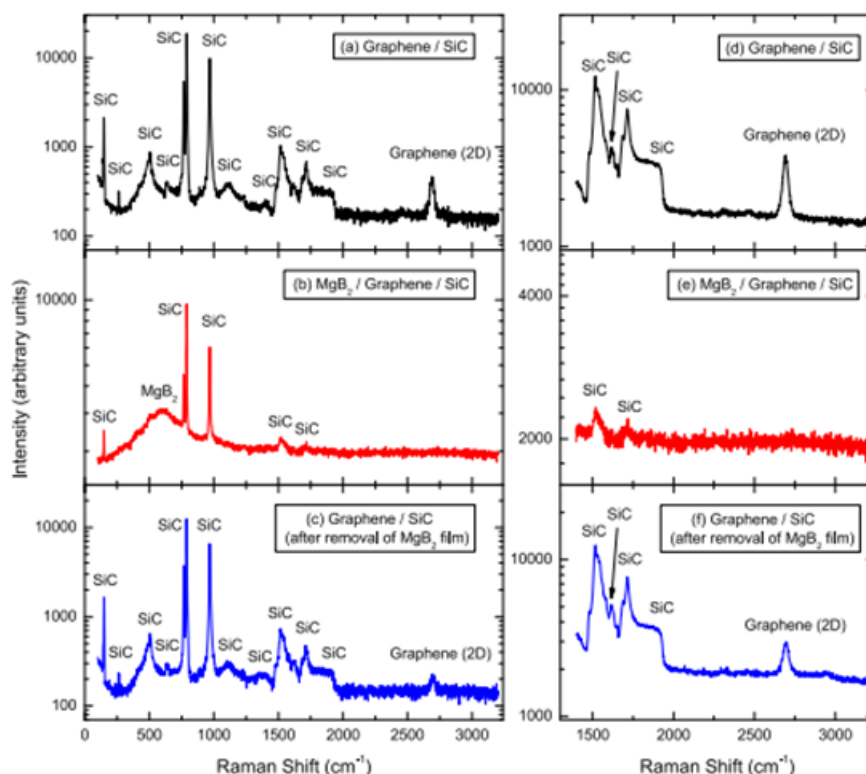 (a) Graphene / SiC
SiC
SiC
SiC
SiC
SiC
SiC
SiC
SiC
SiC
SiC
SiC
SiC
Graphene (2D)
10000
1000
100
(b) MgB₂ / Graphene / SiC
SiC
SiC
MgB₂
SiC
SiC
SiC
10000
(c) Graphene / SiC
(after removal of MgB₂ film)
SiC
SiC
SiC
SiC
SiC
SiC
SiC
SiC
SiC
SiC
SiC
Graphene (2D)
10000
1000
100
0 500 1000 1500 2000 2500 3000
Raman Shift (cm⁻¹)
Intensity (arbitrary units)
(d) Graphene / SiC
SiC
SiC
SiC
SiC
Graphene (2D)
10000
1000
(e) MgB₂ / Graphene / SiC
SiC
SiC
4000
2000
(f) Graphene / SiC
(after removal of MgB₂ film)
SiC
SiC
SiC
SiC
Graphene (2D)
10000
1000
1500 2000 2500 3000
Raman Shift (cm⁻¹)